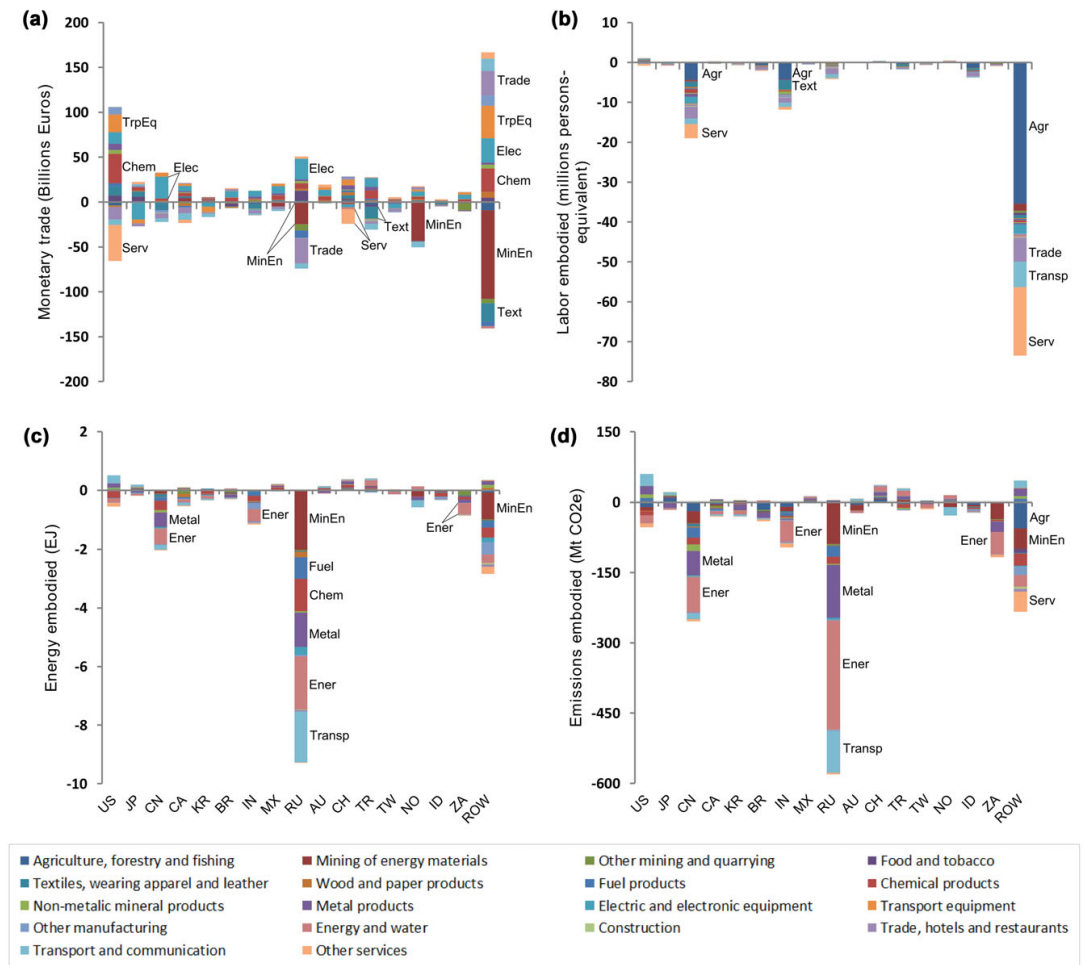 (a)
Monetary trade (Billions Euros)
200
150
100
50
0
-50
-100
-150
-200
TrpEq
Chem
Serv
Elec
MinEn
Elec
Trade
Serv
Text
MinEn
Trade
TrpEq
Elec
Chem
MinEn
Text
(b)
Labor embodied (millions persons-
equivalent)
10
0
-10
-20
-30
-40
-50
-60
-70
-80
Agr
Serv
Agr
Text
Agr
Trade
Transp
Serv
(c)
Energy embodied (EJ)
2
0
-2
-4
-6
-8
-10
Metal
Ener
Ener
MinEn
Fuel
Chem
Metal
Ener
Transp
Ener
MinEn
US JP CN CA KR BR IN MX RU AU CH TR TW NO ID ZA ROW
(d)
Emissions embodied (Mt CO2e)
150
0
-150
-300
-450
-600
Metal
Ener
Ener
MinEn
Metal
Ener
Transp
Ener
Agr
MinEn
Serv
US JP CN CA KR BR IN MX RU AU CH TR TW NO ID ZA ROW
Agriculture, forestry and fishing Mining of energy materials Other mining and quarrying Food and tobacco
Textiles, wearing apparel and leather Wood and paper products Fuel products Chemical products
Non-metalic mineral products Metal products Electric and electronic equipment Transport equipment
Other manufacturing Energy and water Construction Trade, hotels and restaurants
Transport and communication Other services